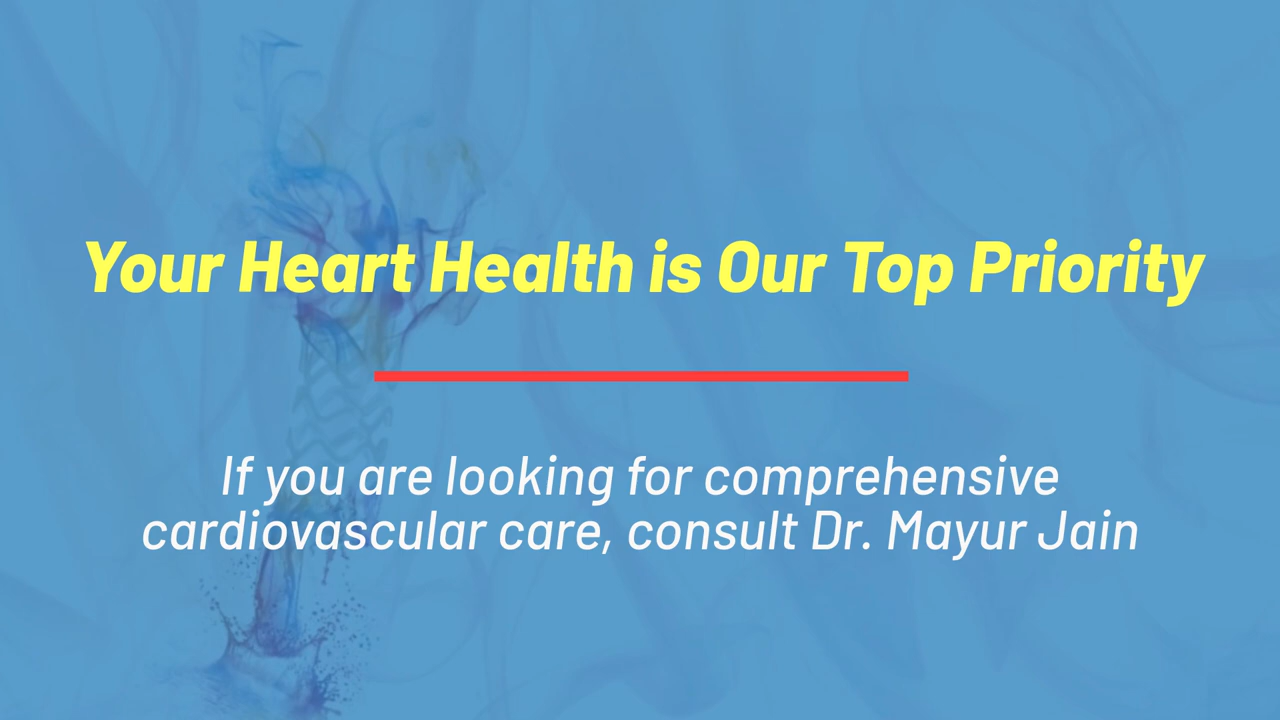 Your Heart Health is Our Top Priority
If you are looking for comprehensive
cardiovascular care, consult Dr. Mayur Jain